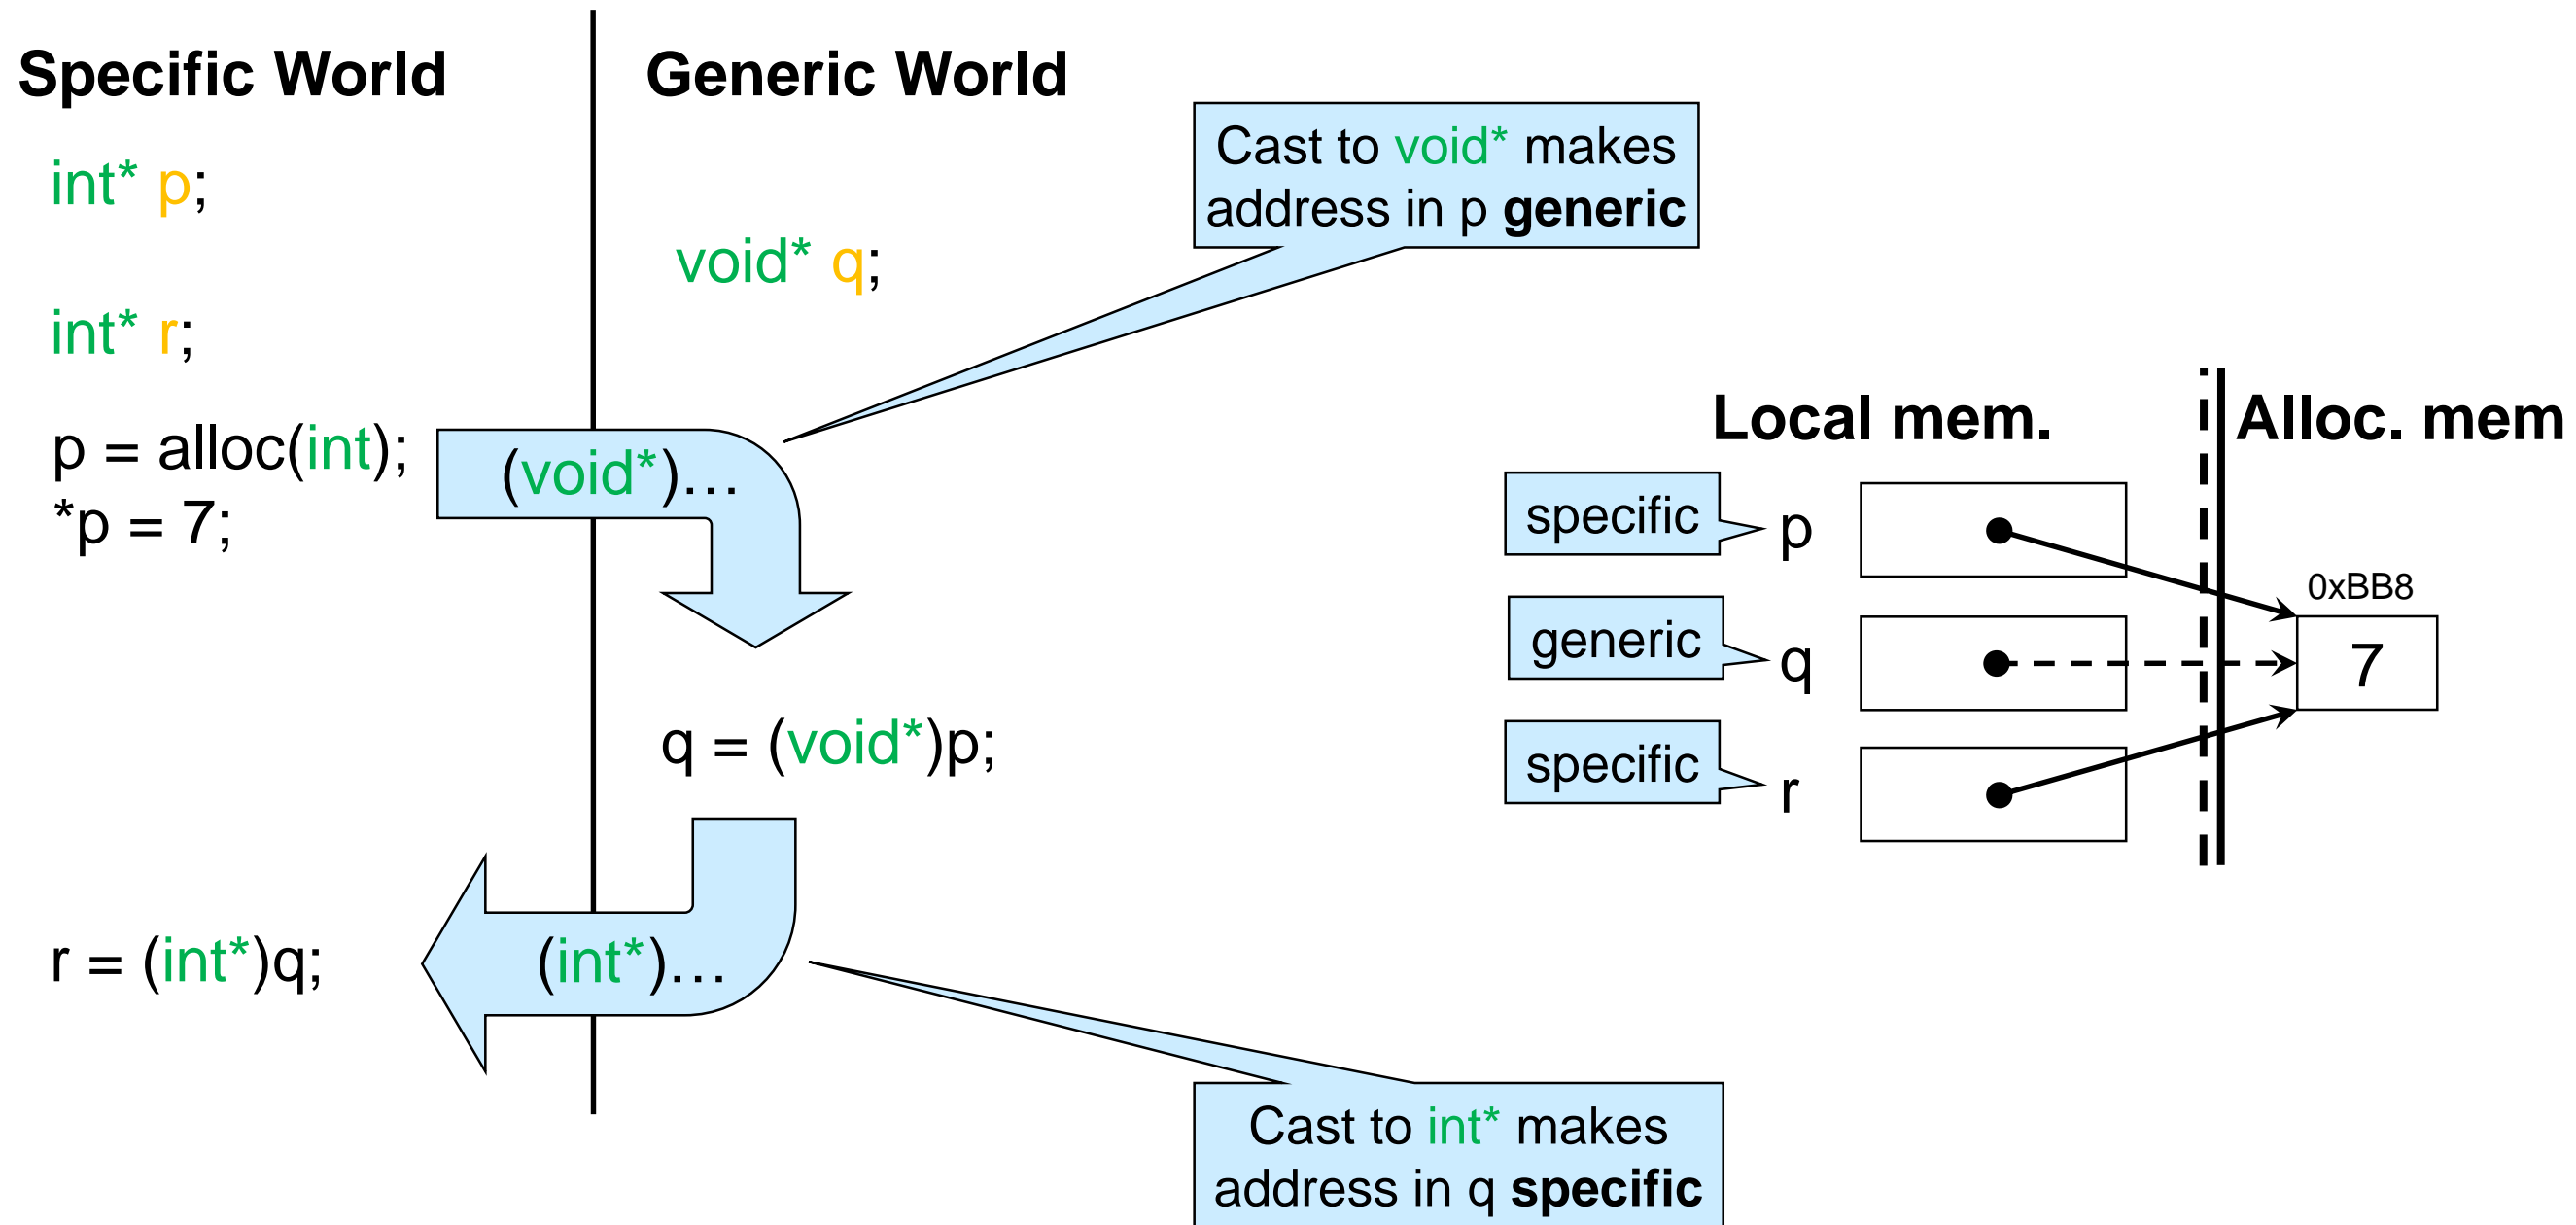 Specific World
Generic World
int* p;
void* q;
int* r;
p = alloc(int);
*p = 7;
(void*)…
q = (void*)p;
r = (int*)q;
(int*)…
Cast to void* makes
address in p generic
Cast to int* makes
address in q specific
Local mem.
Alloc. mem
specific
p
generic
q
specific
r
0xBB8
7